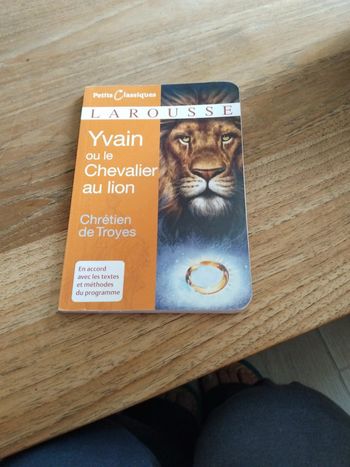 Petits Classiques
LAROUSSE
Yvain
ou le
Chevalier
au lion
Chrétien
de Troyes
En accord
avec les textes
et méthodes
du programme